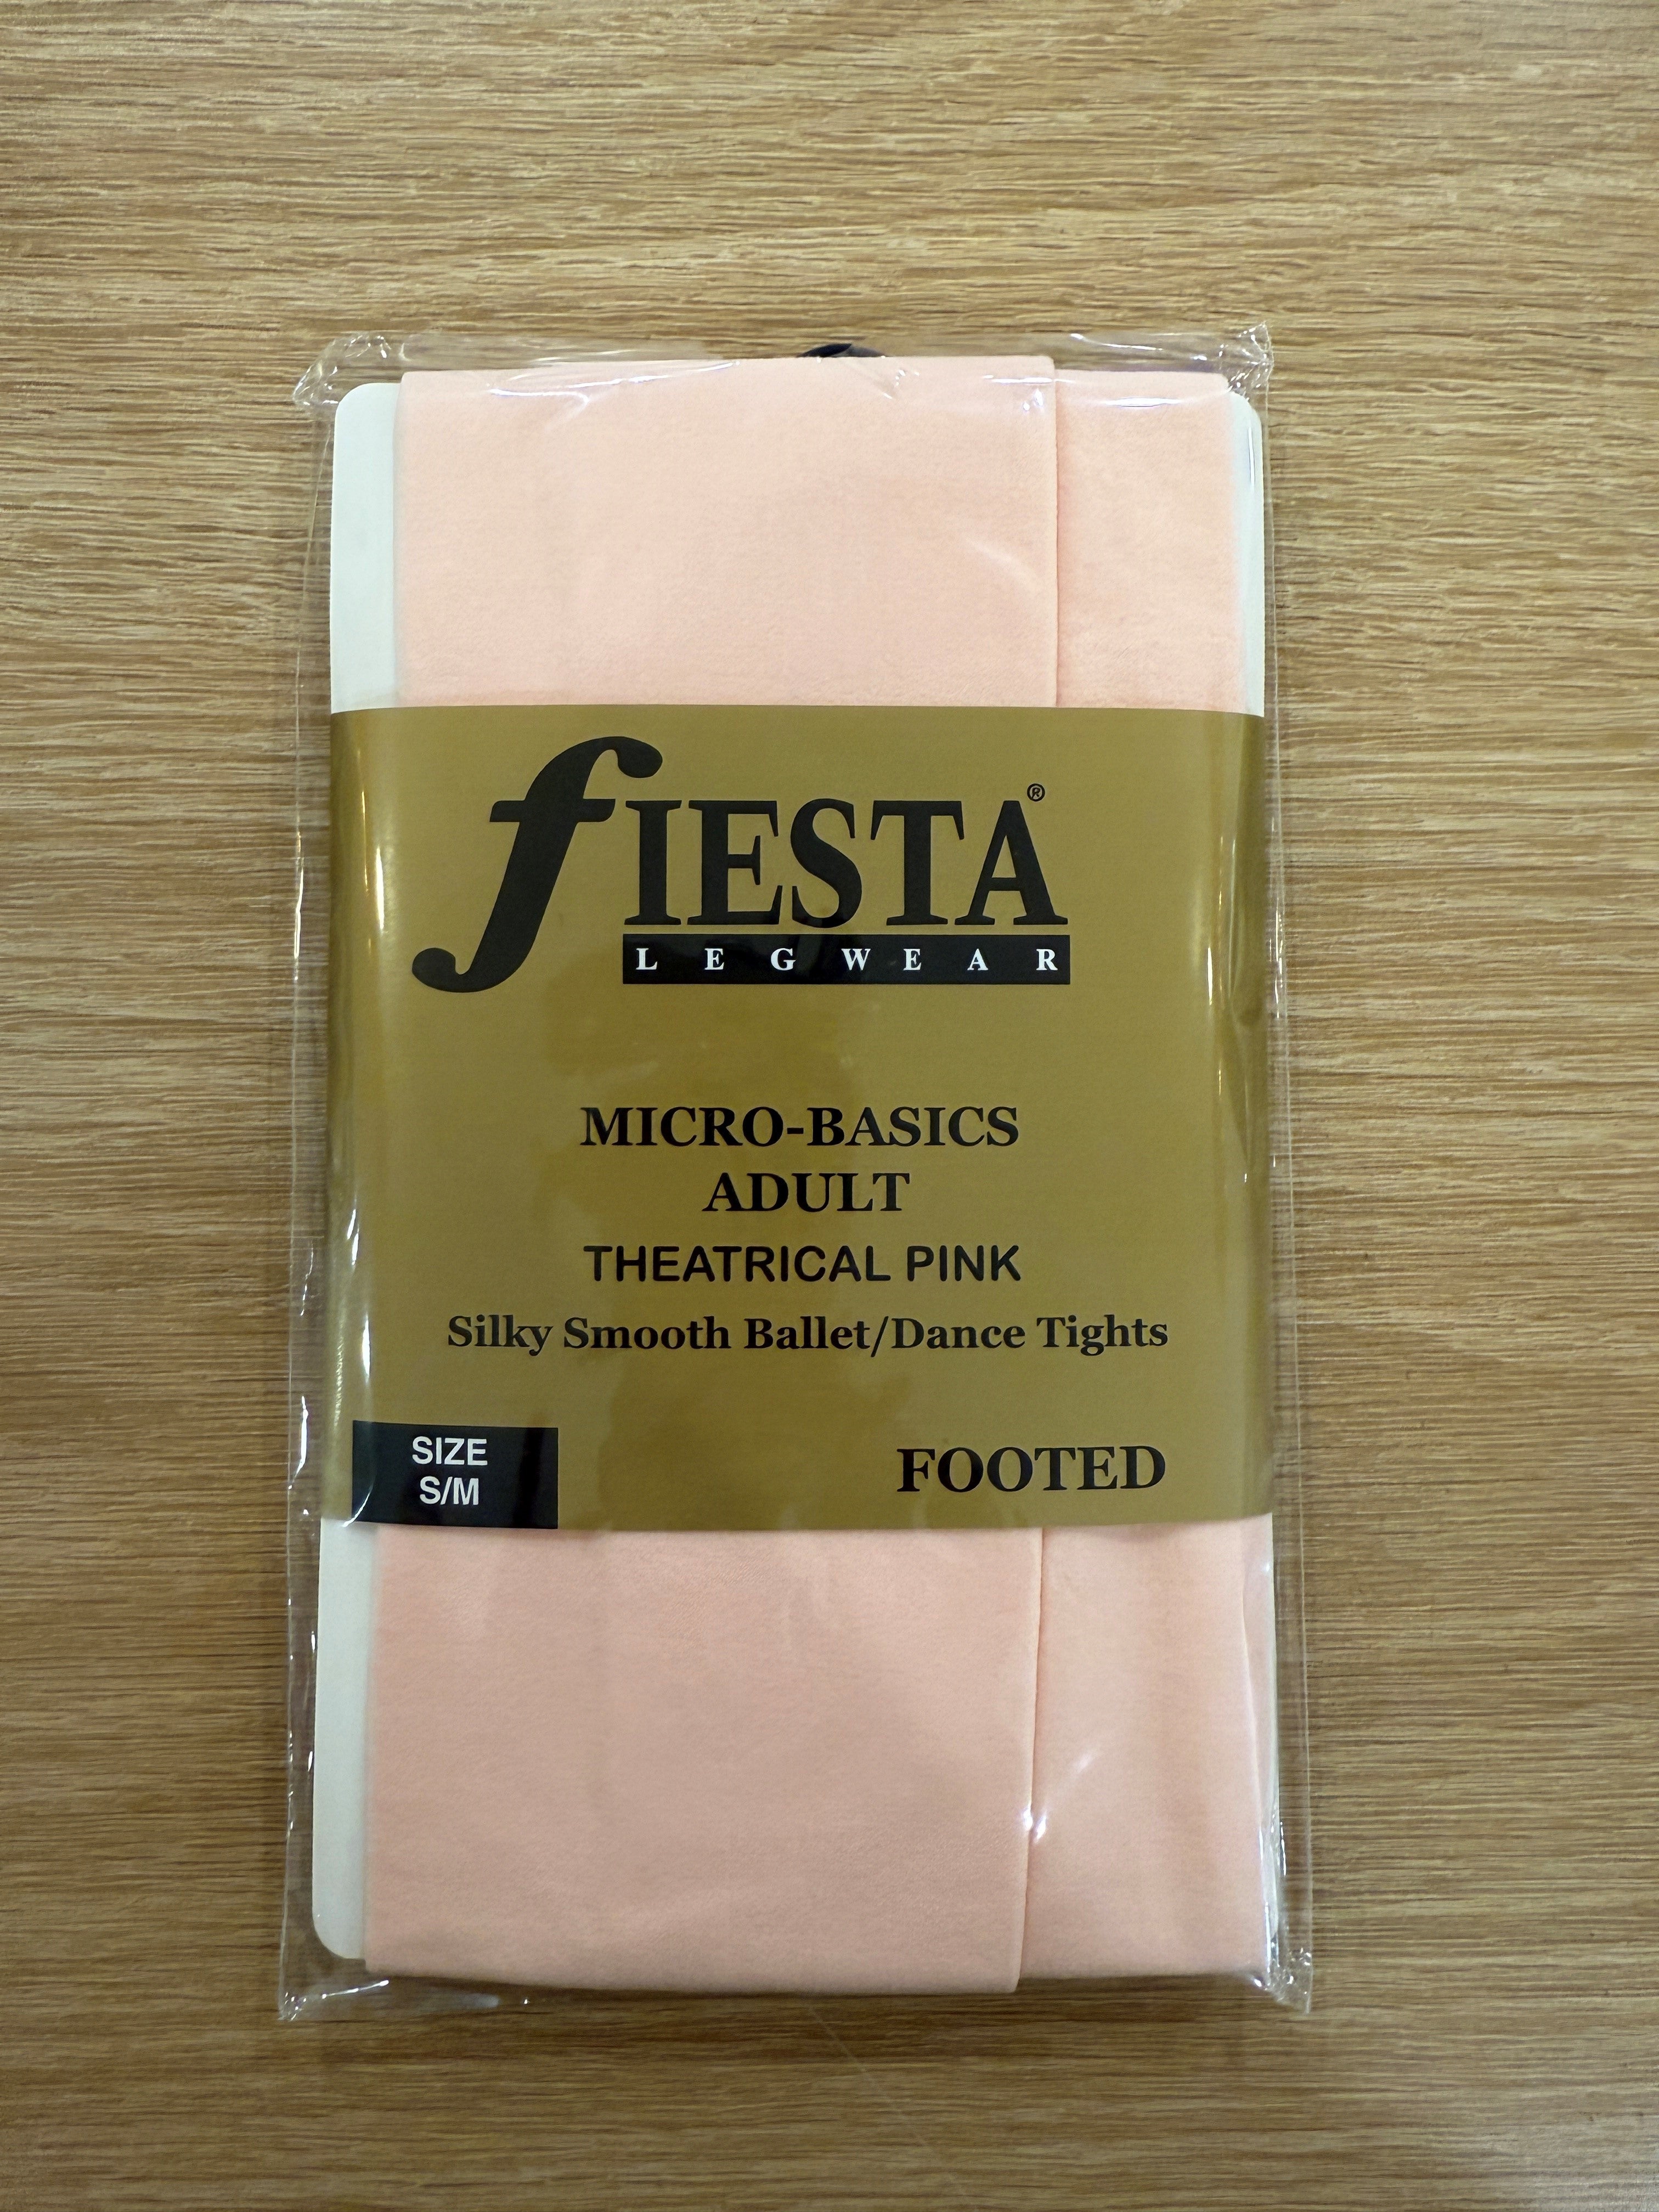 fIESTA®
LEGWEAR
MICRO-BASICS
ADULT
THEATRICAL PINK
Silky Smooth Ballet/Dance Tights
SIZE
S/M
FOOTED